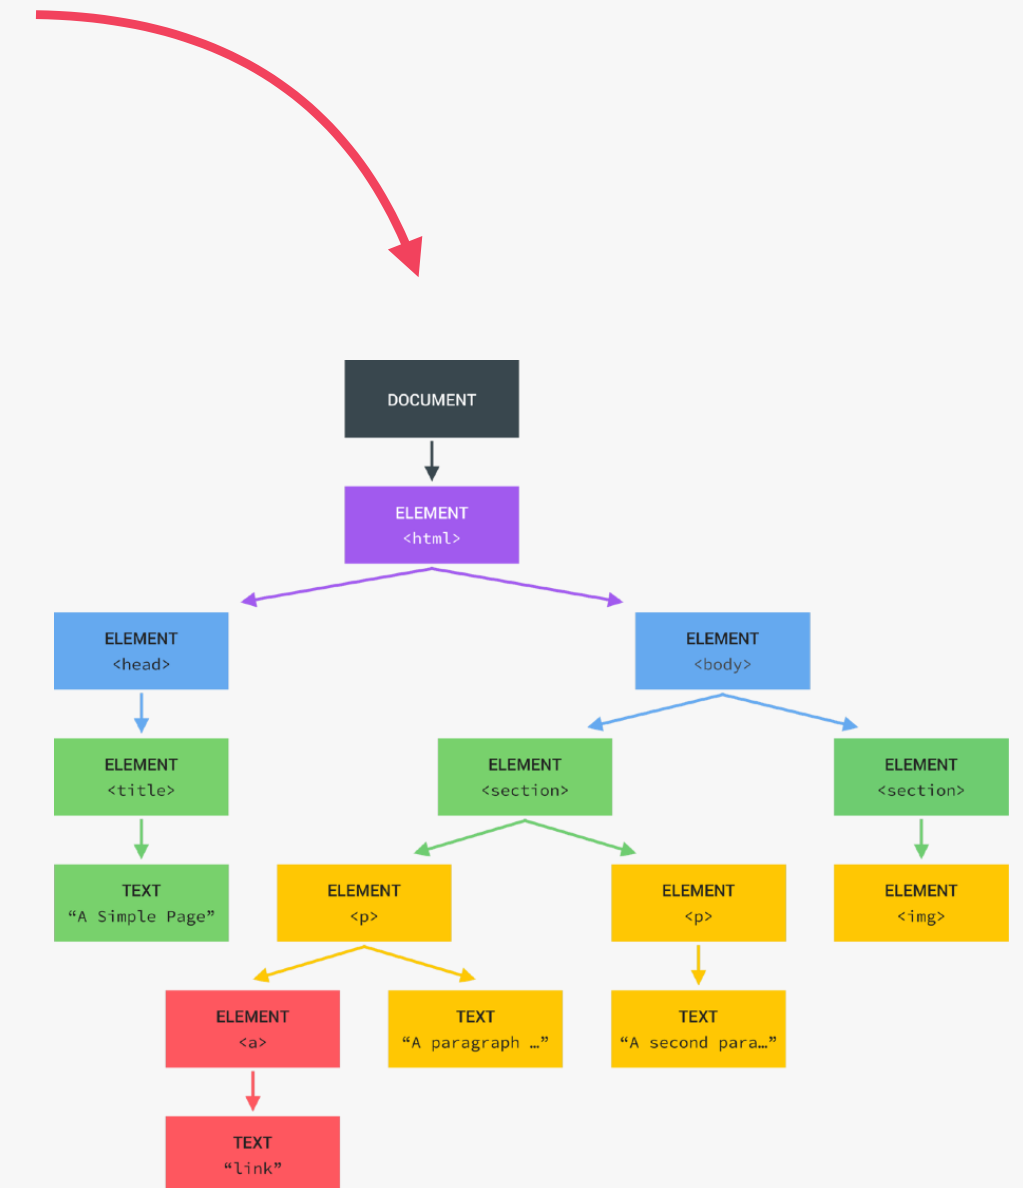 DOCUMENT
ELEMENT
<html>
ELEMENT
<head>
ELEMENT
<body>
ELEMENT
<title>
ELEMENT
<section>
ELEMENT
<section>
TEXT
“A Simple Page”
ELEMENT
<p>
ELEMENT
<p>
ELEMENT
<img>
ELEMENT
<a>
TEXT
“A paragraph …”
TEXT
“A second para…”
TEXT
“link”